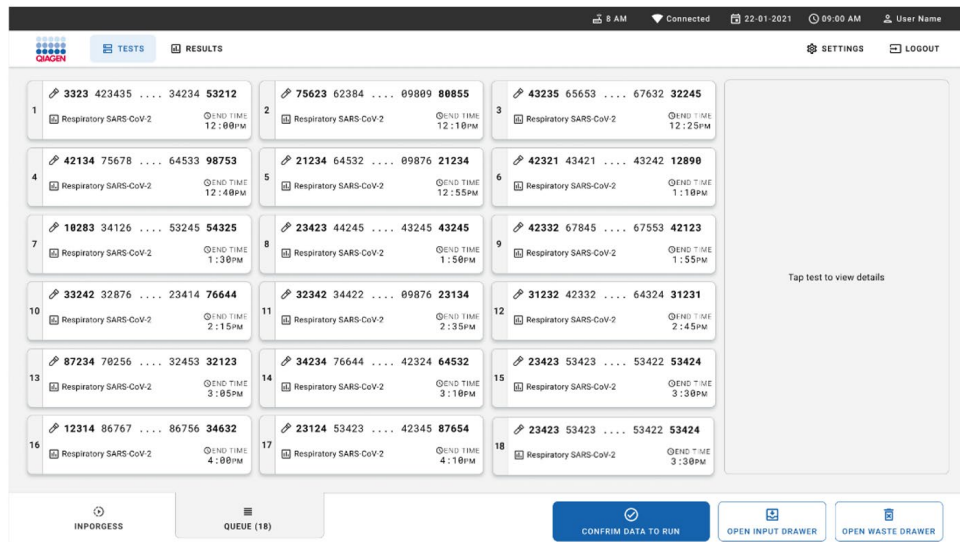 8 AM Connected 22-01-2021 09:00 AM User Name
QIAGEN TESTS RESULTS SETTINGS LOGOUT
1 3323 423435 .... 34234 53212
Respiratory SARS-CoV-2 END TIME 12:00PM
2 75623 62384 .... 09809 80855
Respiratory SARS-CoV-2 END TIME 12:10PM
3 43235 65653 .... 67632 32245
Respiratory SARS-CoV-2 END TIME 12:25PM
4 42134 75678 .... 64533 98753
Respiratory SARS-CoV-2 END TIME 12:40PM
5 21234 64532 .... 09876 21234
Respiratory SARS-CoV-2 END TIME 12:55PM
6 42321 43421 .... 43242 12890
Respiratory SARS-CoV-2 END TIME 1:10PM
7 10283 34126 .... 53245 54325
Respiratory SARS-CoV-2 END TIME 1:30PM
8 23423 44245 .... 43245 43245
Respiratory SARS-CoV-2 END TIME 1:50PM
9 42332 67845 .... 67553 42123
Respiratory SARS-CoV-2 END TIME 1:55PM
10 33242 32876 .... 23414 76644
Respiratory SARS-CoV-2 END TIME 2:15PM
11 32342 34422 .... 09876 23134
Respiratory SARS-CoV-2 END TIME 2:35PM
12 31232 42332 .... 64324 31231
Respiratory SARS-CoV-2 END TIME 2:45PM
13 87234 70256 .... 32453 32123
Respiratory SARS-CoV-2 END TIME 3:05PM
14 34234 76644 .... 42324 64532
Respiratory SARS-CoV-2 END TIME 3:10PM
15 23423 53423 .... 53422 53424
Respiratory SARS-CoV-2 END TIME 3:30PM
16 12314 86767 .... 86756 34632
Respiratory SARS-CoV-2 END TIME 4:00PM
17 23124 53423 .... 42345 87654
Respiratory SARS-CoV-2 END TIME 4:10PM
18 23423 53423 .... 53422 53424
Respiratory SARS-CoV-2 END TIME 3:30PM
Tap test to view details
INPORGESS QUEUE (18) CONFRIM DATA TO RUN OPEN INPUT DRAWER OPEN WASTE DRAWER